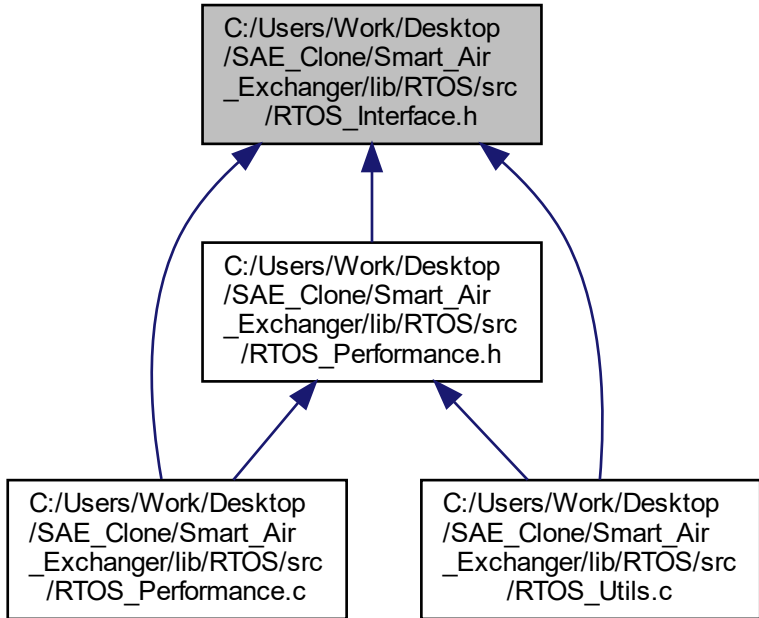 C:/Users/Work/Desktop
/SAE_Clone/Smart_Air
_Exchanger/lib/RTOS/src
/RTOS_Interface.h
C:/Users/Work/Desktop
/SAE_Clone/Smart_Air
_Exchanger/lib/RTOS/src
/RTOS_Performance.h
C:/Users/Work/Desktop
/SAE_Clone/Smart_Air
_Exchanger/lib/RTOS/src
/RTOS_Performance.c
C:/Users/Work/Desktop
/SAE_Clone/Smart_Air
_Exchanger/lib/RTOS/src
/RTOS_Utils.c